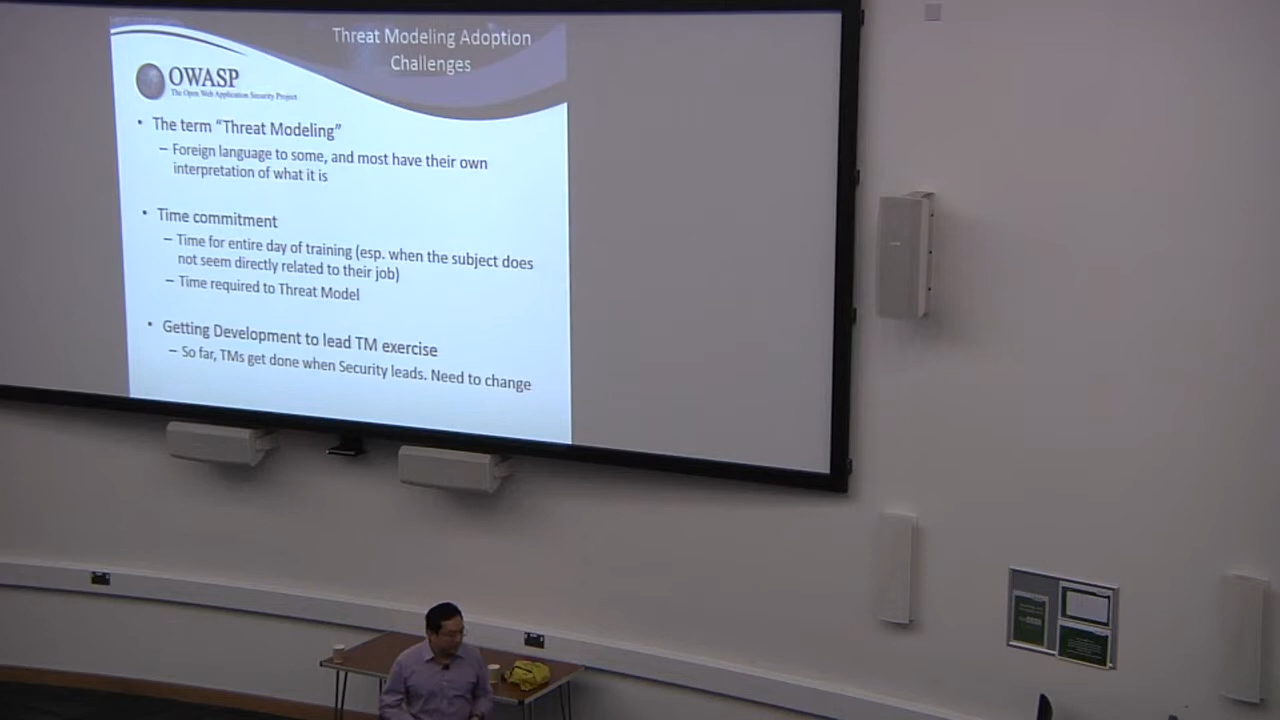 Threat Modeling Adoption
Challenges
OWASP
The Open Web Application Security Project
• The term “Threat Modeling”
– Foreign language to some, and most have their own
interpretation of what it is
• Time commitment
– Time for entire day of training (esp. when the subject does
not seem directly related to their job)
– Time required to Threat Model
• Getting Development to lead TM exercise
– So far, TMs get done when Security leads. Need to change